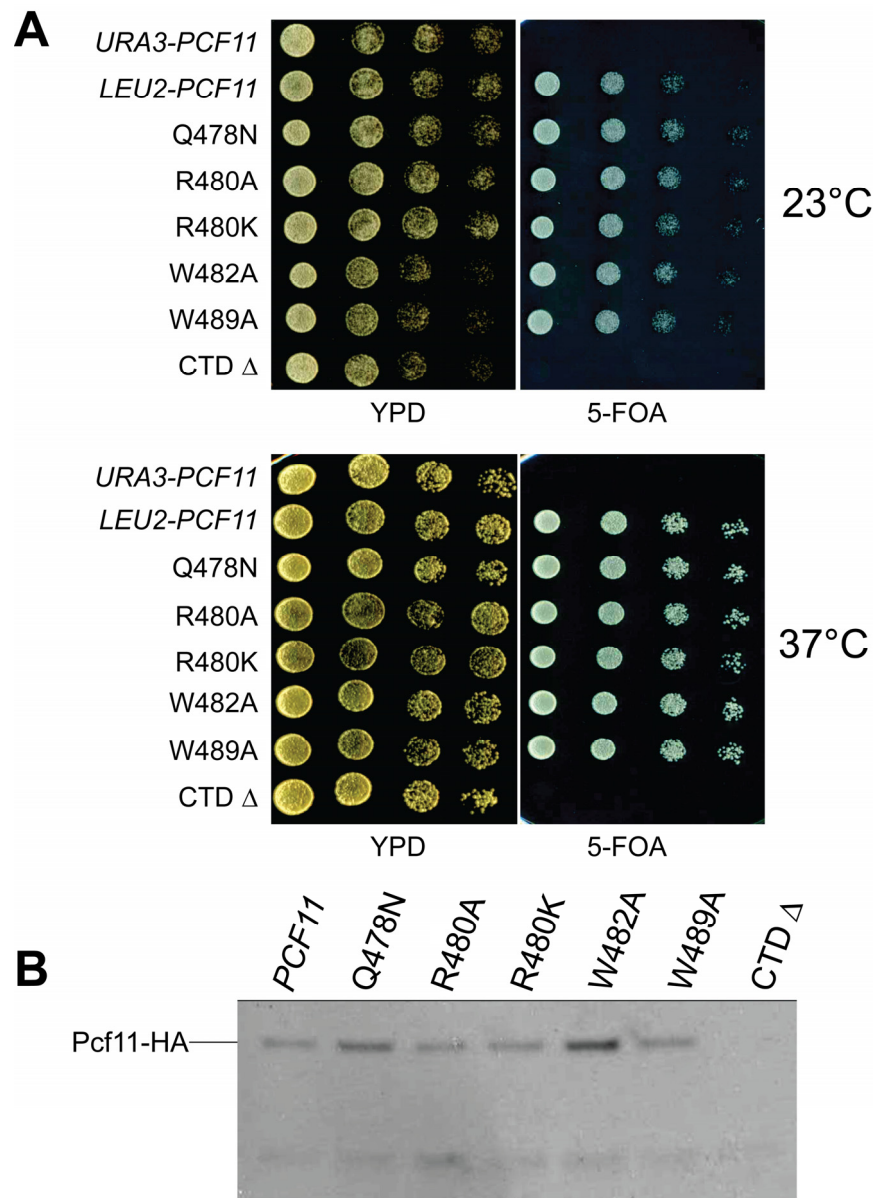 A
URA3-PCF11
LEU2-PCF11
Q478N
R480A
R480K
W482A
W489A
CTD Δ
23°C
YPD 5-FOA
URA3-PCF11
LEU2-PCF11
Q478N
R480A
R480K
W482A
W489A
CTD Δ
37°C
YPD 5-FOA
B
PCF11 Q478N R480A R480K W482A W489A CTD Δ
Pcf11-HA